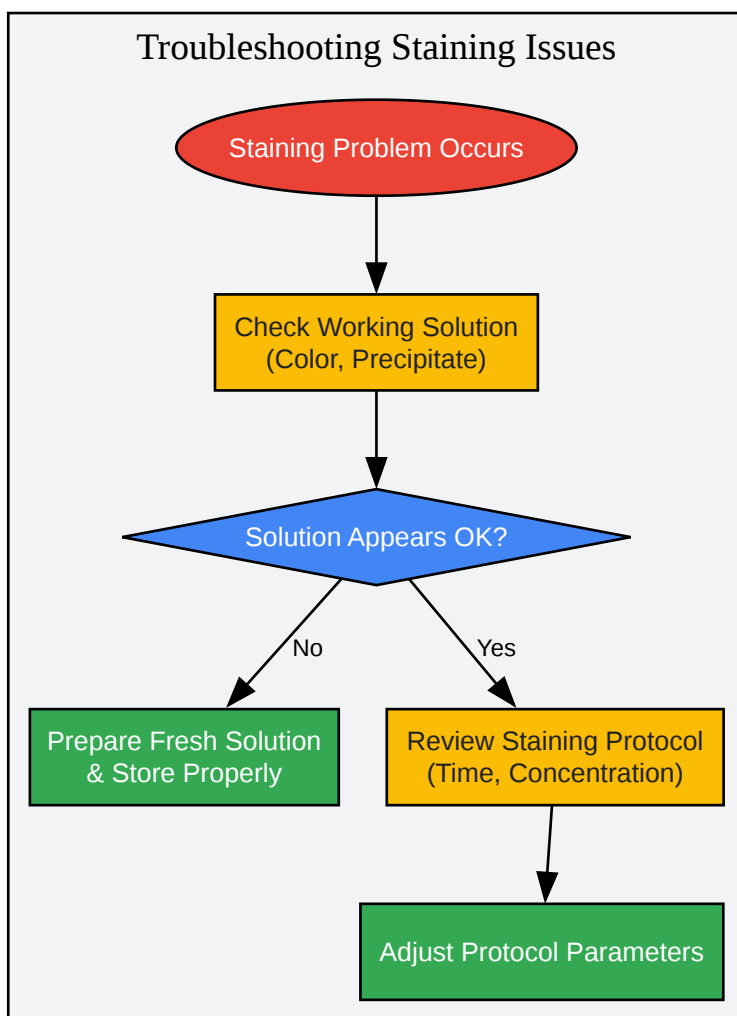 Troubleshooting Staining Issues
Staining Problem Occurs
Check Working Solution
(Color, Precipitate)
Solution Appears OK?
No
Yes
Prepare Fresh Solution
& Store Properly
Review Staining Protocol
(Time, Concentration)
Adjust Protocol Parameters